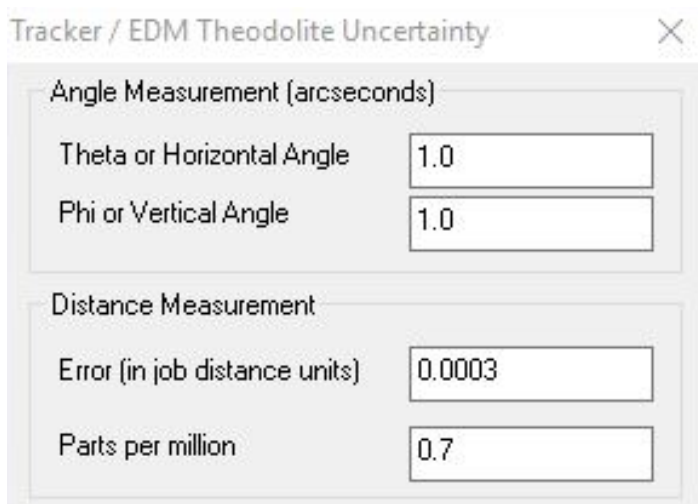 Tracker / EDM Theodolite Uncertainty
Angle Measurement (arcseconds)
Theta or Horizontal Angle 1.0
Phi or Vertical Angle 1.0
Distance Measurement
Error (in job distance units) 0.0003
Parts per million 0.7